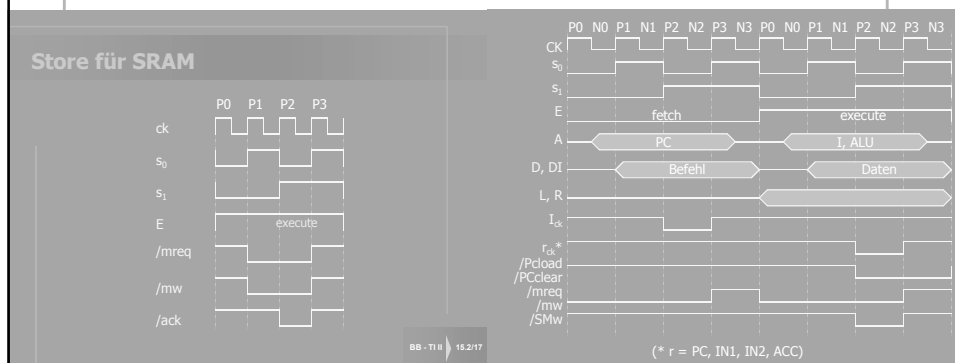 Store für SRAM
P0 P1 P2 P3
ck
s0
s1
E execute
/mreq
/mw
/ack
BB - TI II 15.2/17
P0 N0 P1 N1 P2 N2 P3 N3 P0 N0 P1 N1 P2 N2 P3 N3
CK
s0
s1
E fetch execute
A PC I, ALU
D, DI Befehl Daten
L, R
Ick
rck*
/Pcload
/PCclear
/mreq
/mw
/SMw
(* r = PC, IN1, IN2, ACC)